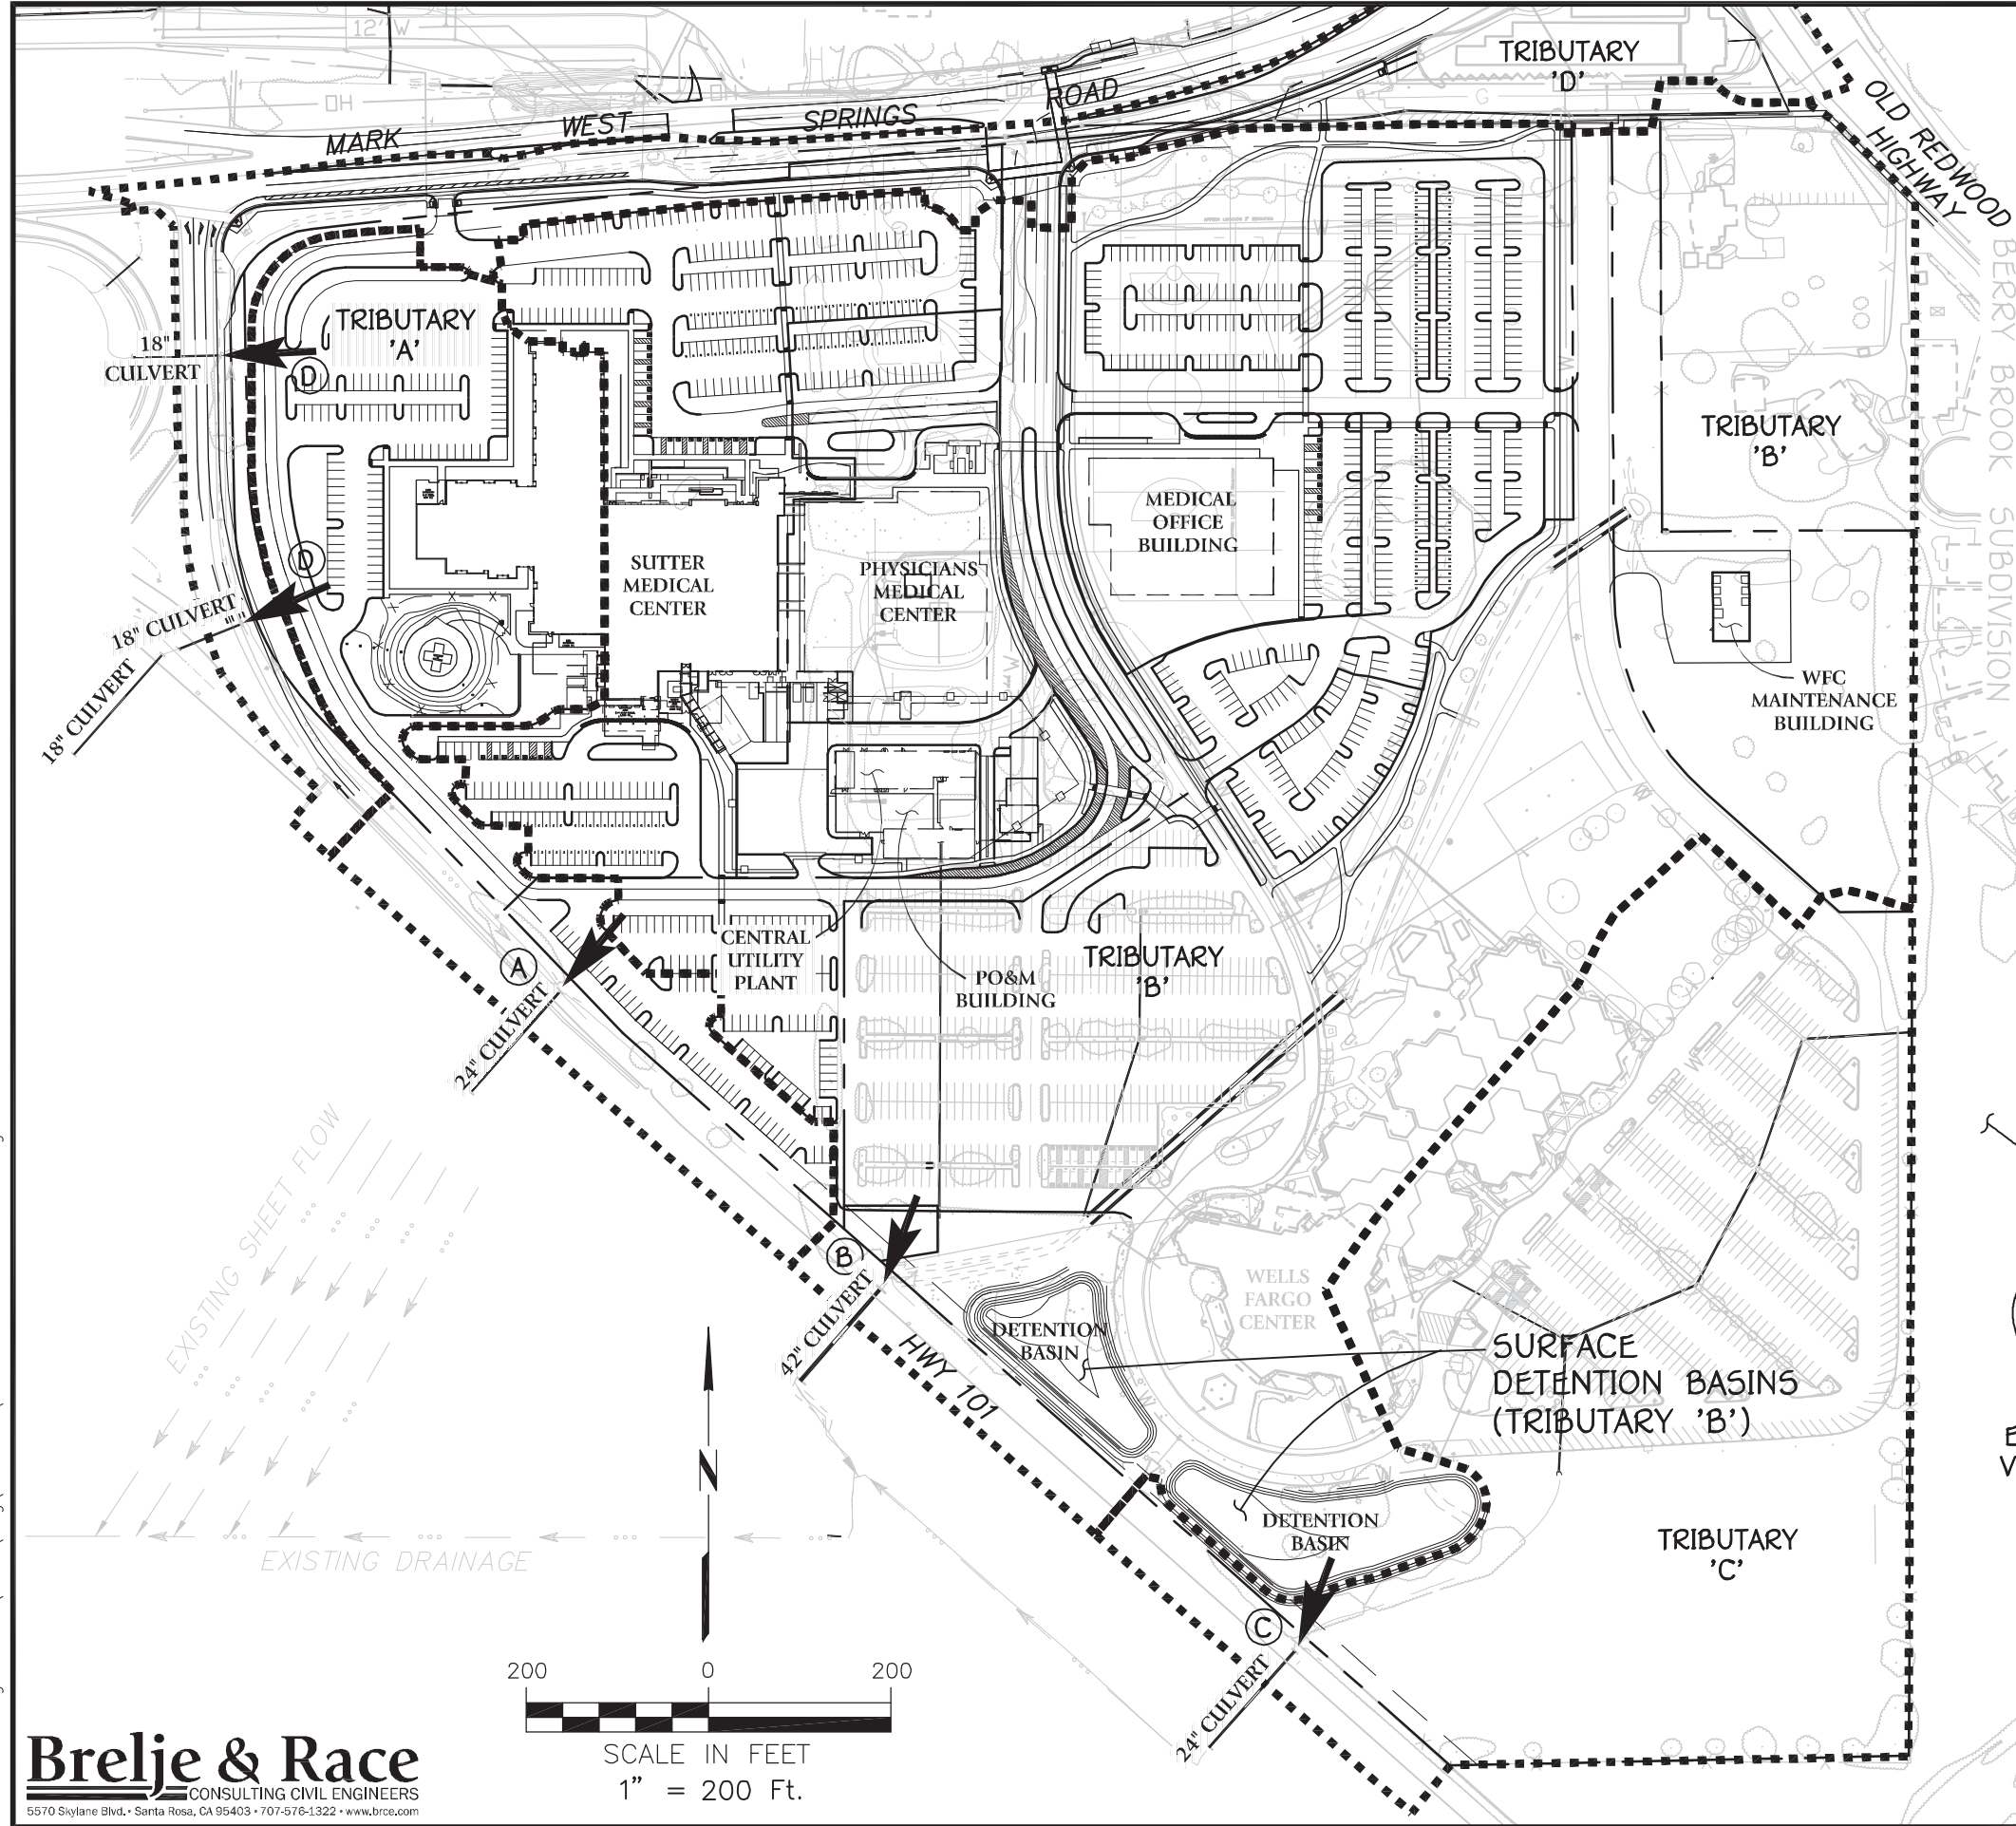 12" W
TRIBUTARY
'D'
OLD REDWOOD
HIGHWAY
OH
OH
OH
G
MARK WEST SPRINGS ROAD
BERRY BROOK SUBDIVISION
TRIBUTARY
'A'
18"
CULVERT
D
W
W
TRIBUTARY
'B'
MEDICAL
OFFICE
BUILDING
SUTTER
MEDICAL
CENTER
PHYSICIANS
MEDICAL
CENTER
D
18" CULVERT
18" CULVERT
WFC
MAINTENANCE
BUILDING
W
W
CENTRAL
UTILITY
PLANT
PO&M
BUILDING
TRIBUTARY
'B'
A
24" CULVERT
W
EXISTING SHEET FLOW
B
42" CULVERT
HWY 101
DETENTION
BASIN
WELLS
FARGO
CENTER
SURFACE
DETENTION BASINS
(TRIBUTARY 'B')
W
N
DETENTION
BASIN
TRIBUTARY
'C'
EXISTING DRAINAGE
C
24" CULVERT
200 0 200
SCALE IN FEET
1" = 200 Ft.
Brelje & Race
CONSULTING CIVIL ENGINEERS
5570 Skylane Blvd. • Santa Rosa, CA 95403 • 707-576-1322 • www.brce.com